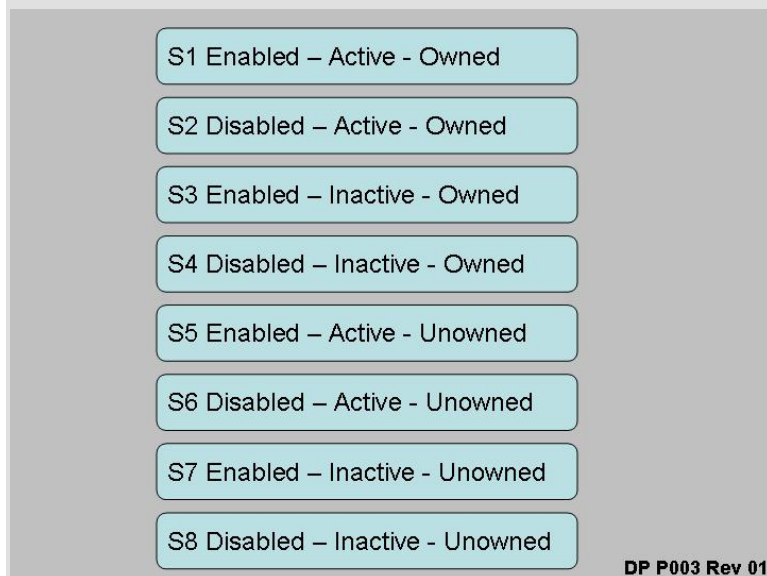 S1 Enabled – Active - Owned
S2 Disabled – Active - Owned
S3 Enabled – Inactive - Owned
S4 Disabled – Inactive - Owned
S5 Enabled – Active - Unowned
S6 Disabled – Active - Unowned
S7 Enabled – Inactive - Unowned
S8 Disabled – Inactive - Unowned
DP P003 Rev 01